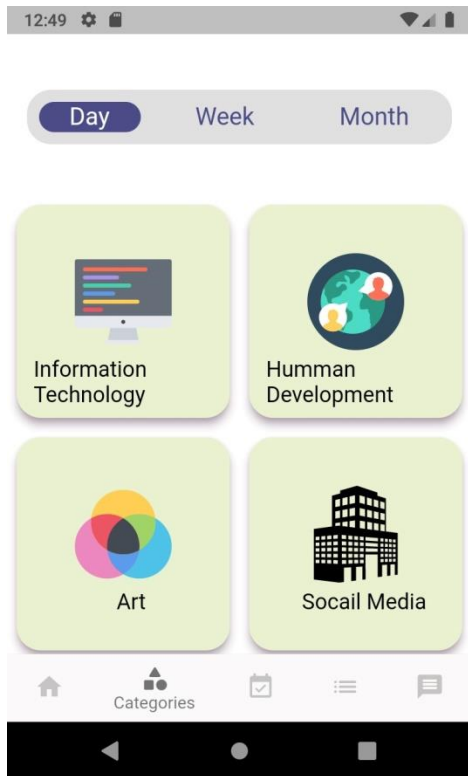 12:49
Day Week Month
Information
Technology
Humman
Development
Art
Socail Media
Categories